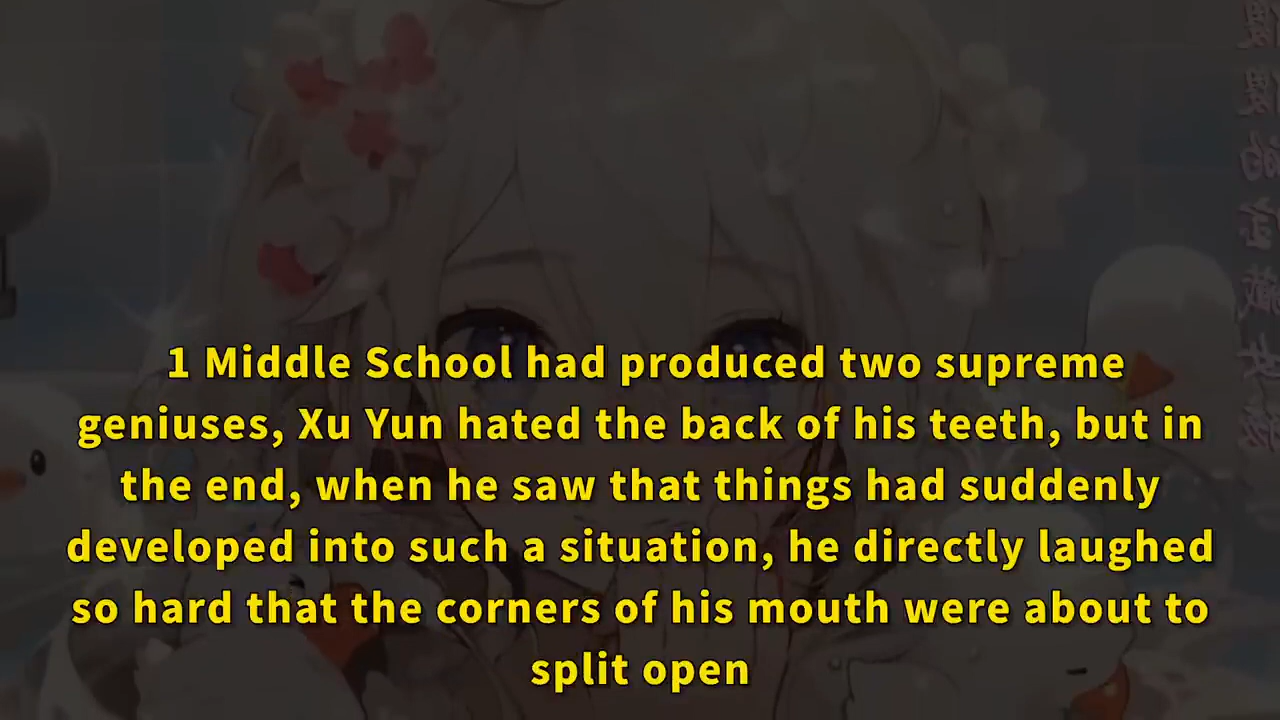 1 Middle School had produced two supreme
geniuses, Xu Yun hated the back of his teeth, but in
the end, when he saw that things had suddenly
developed into such a situation, he directly laughed
so hard that the corners of his mouth were about to
split open